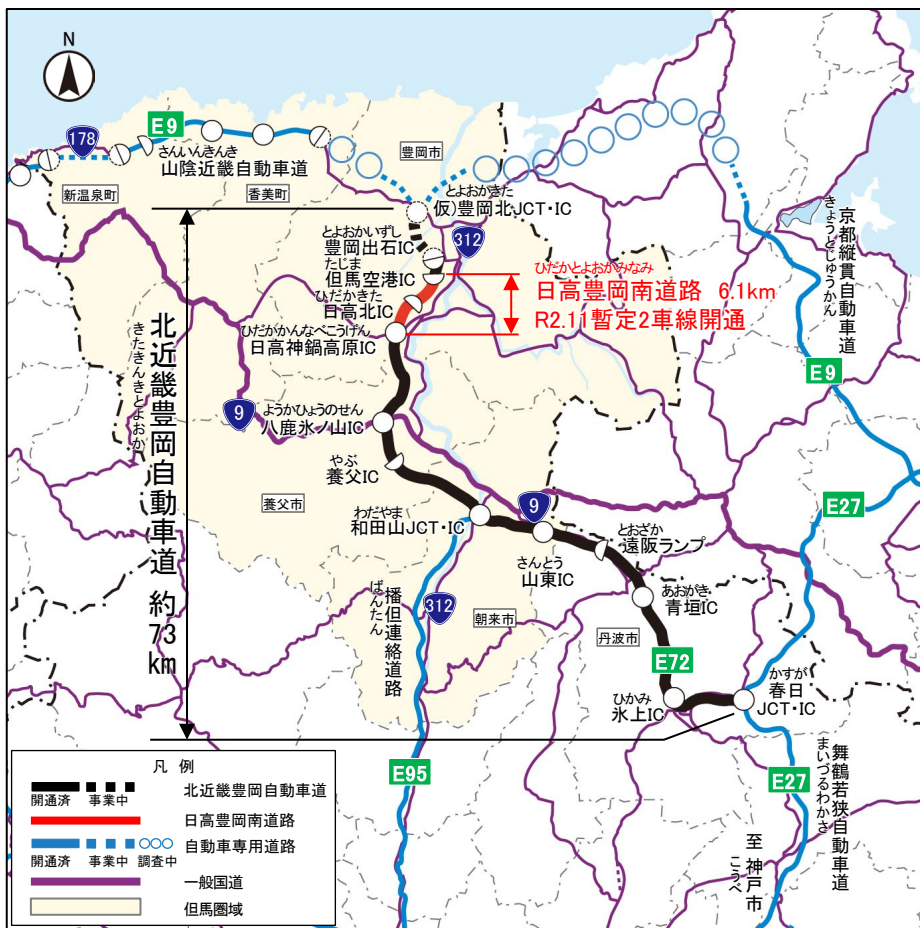 N
178
E9
さんいんきんき
山陰近畿自動車道
豊岡市
新温泉町
香美町
とよおかきた
仮)豊岡北JCT・IC
とよおかいずし
豊岡出石IC
312
たじま
但馬空港IC
ひだかきた
日高北IC
ひだかかんなべこうげん
日高神鍋高原IC
ひだかとよおかみなみ
日高豊岡南道路 6.1km
R2.11暫定2車線開通
京都縦貫自動車道
きょうとじゅうかん
E9
北近畿豊岡自動車道 約73km
きたきんきとよおか
9
ようかひょうのせん
八鹿氷ノ山IC
やぶ
養父IC
養父市
わだやま
和田山JCT・IC
9
E27
とおざか
遠阪ランプ
さんとう
山東IC
あおがき
青垣IC
播但連絡道路
ばんたん
312
朝来市
丹波市
E72
かすが
春日
JCT・IC
ひかみ
氷上IC
E95
E27
舞鶴若狭自動車道
まいづるわかさ
至 神戸市
こうべ
凡 例
北近畿豊岡自動車道
開通済 事業中
日高豊岡南道路
自動車専用道路
開通済 事業中 調査中
一般国道
但馬圏域